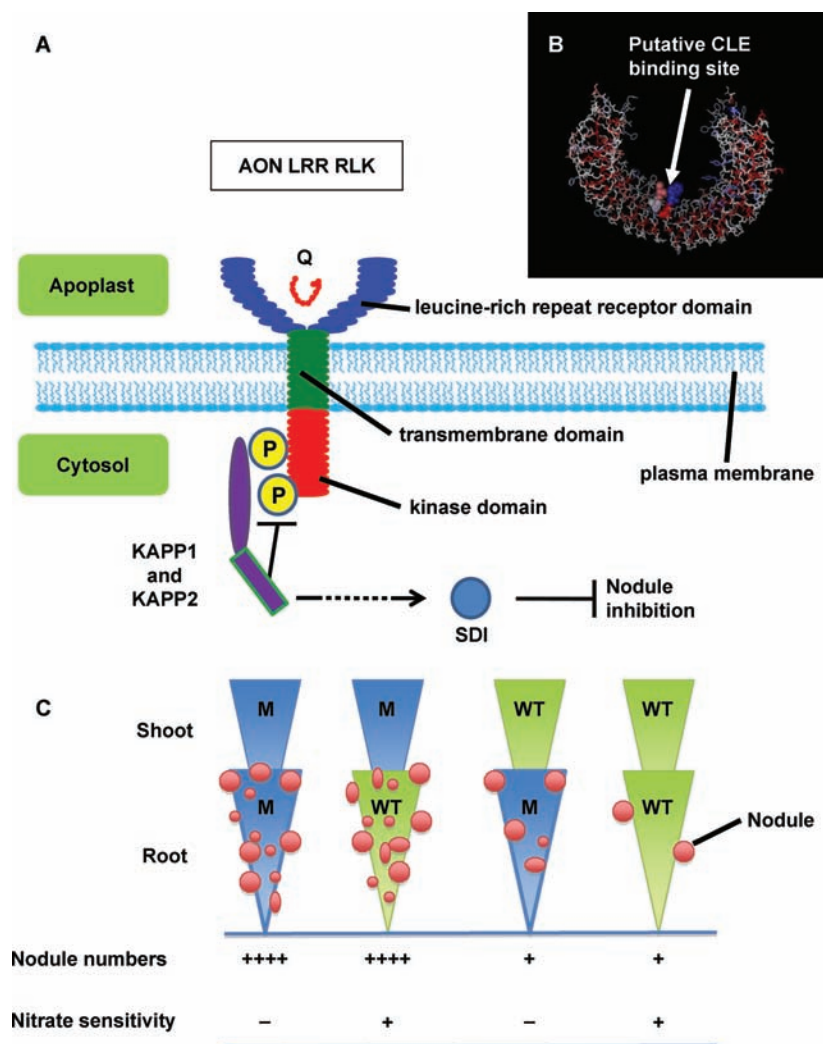 A
B
Putative CLE
binding site
AON LRR RLK
Q
Apoplast
leucine-rich repeat receptor domain
transmembrane domain
P
Cytosol
plasma membrane
P
kinase domain
KAPP1
and
KAPP2
Nodule
inhibition
SDI
C
M M WT WT
Shoot
M WT M WT
Nodule
Root
Nodule numbers ++++ ++++ + +
Nitrate sensitivity – + – +